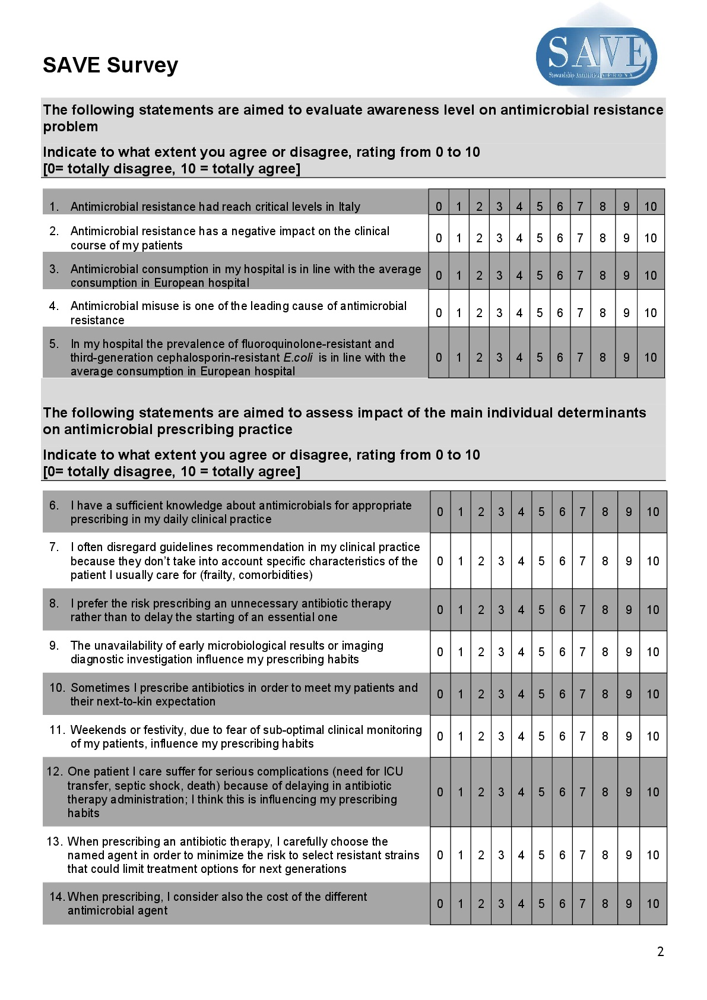 SAVE
Stewardship Antibiotics VERONA
SAVE Survey
The following statements are aimed to evaluate awareness level on antimicrobial resistance
problem
Indicate to what extent you agree or disagree, rating from 0 to 10
[0= totally disagree, 10 = totally agree]
1. Antimicrobial resistance had reach critical levels in Italy 0 1 2 3 4 5 6 7 8 9 10
2. Antimicrobial resistance has a negative impact on the clinical
course of my patients 0 1 2 3 4 5 6 7 8 9 10
3. Antimicrobial consumption in my hospital is in line with the average
consumption in European hospital 0 1 2 3 4 5 6 7 8 9 10
4. Antimicrobial misuse is one of the leading cause of antimicrobial
resistance 0 1 2 3 4 5 6 7 8 9 10
5. In my hospital the prevalence of fluoroquinolone-resistant and
third-generation cephalosporin-resistant E.coli is in line with the 0 1 2 3 4 5 6 7 8 9 10
average consumption in European hospital
The following statements are aimed to assess impact of the main individual determinants
on antimicrobial prescribing practice
Indicate to what extent you agree or disagree, rating from 0 to 10
[0= totally disagree, 10 = totally agree]
6. I have a sufficient knowledge about antimicrobials for appropriate
prescribing in my daily clinical practice 0 1 2 3 4 5 6 7 8 9 10
7. I often disregard guidelines recommendation in my clinical practice
because they don't take into account specific characteristics of the 0 1 2 3 4 5 6 7 8 9 10
patient I usually care for (frailty, comorbidities)
8. I prefer the risk prescribing an unnecessary antibiotic therapy
rather than to delay the starting of an essential one 0 1 2 3 4 5 6 7 8 9 10
9. The unavailability of early microbiological results or imaging
diagnostic investigation influence my prescribing habits 0 1 2 3 4 5 6 7 8 9 10
10. Sometimes I prescribe antibiotics in order to meet my patients and
their next-to-kin expectation 0 1 2 3 4 5 6 7 8 9 10
11. Weekends or festivity, due to fear of sub-optimal clinical monitoring
of my patients, influence my prescribing habits 0 1 2 3 4 5 6 7 8 9 10
12. One patient I care suffer for serious complications (need for ICU
transfer, septic shock, death) because of delaying in antibiotic 0 1 2 3 4 5 6 7 8 9 10
therapy administration; I think this is influencing my prescribing
habits
13. When prescribing an antibiotic therapy, I carefully choose the
named agent in order to minimize the risk to select resistant strains 0 1 2 3 4 5 6 7 8 9 10
that could limit treatment options for next generations
14. When prescribing, I consider also the cost of the different
antimicrobial agent 0 1 2 3 4 5 6 7 8 9 10
2